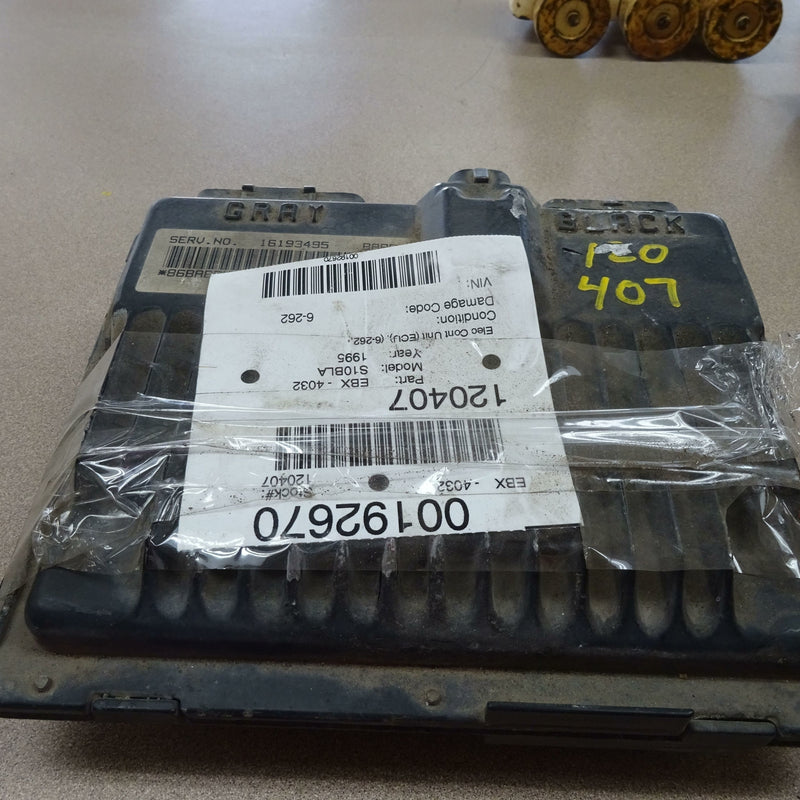 GRAY
BLACK
SERV.NO. 16193495
120
407
00192670
EBX - 4032
Stock#:
120407
120407
Part: EBX - 4032
Model: S10BLA
Year: 1995
Elec Cont Unit (ECU), (6-262,
Condition:
Damage Code: 6-262
VIN:
00192670